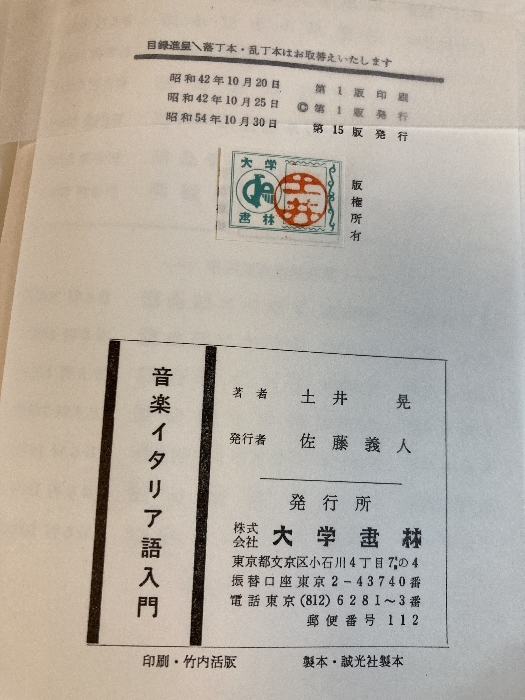 目録進呈＼落丁本・乱丁本はお取替えいたします
昭和42年10月20日 第1版印刷
昭和42年10月25日 ©第1版発行
昭和54年10月30日 第15版発行
大学
書林
土井
版権所有
音楽イタリア語入門
著者 土井 晃
発行者 佐藤義人
発行所
株式会社 大学書林
東京都文京区小石川4丁目7の4
振替口座東京2－43740番
電話東京(812)6281～3番
郵便番号112
印刷・竹内活版 製本・誠光社製本